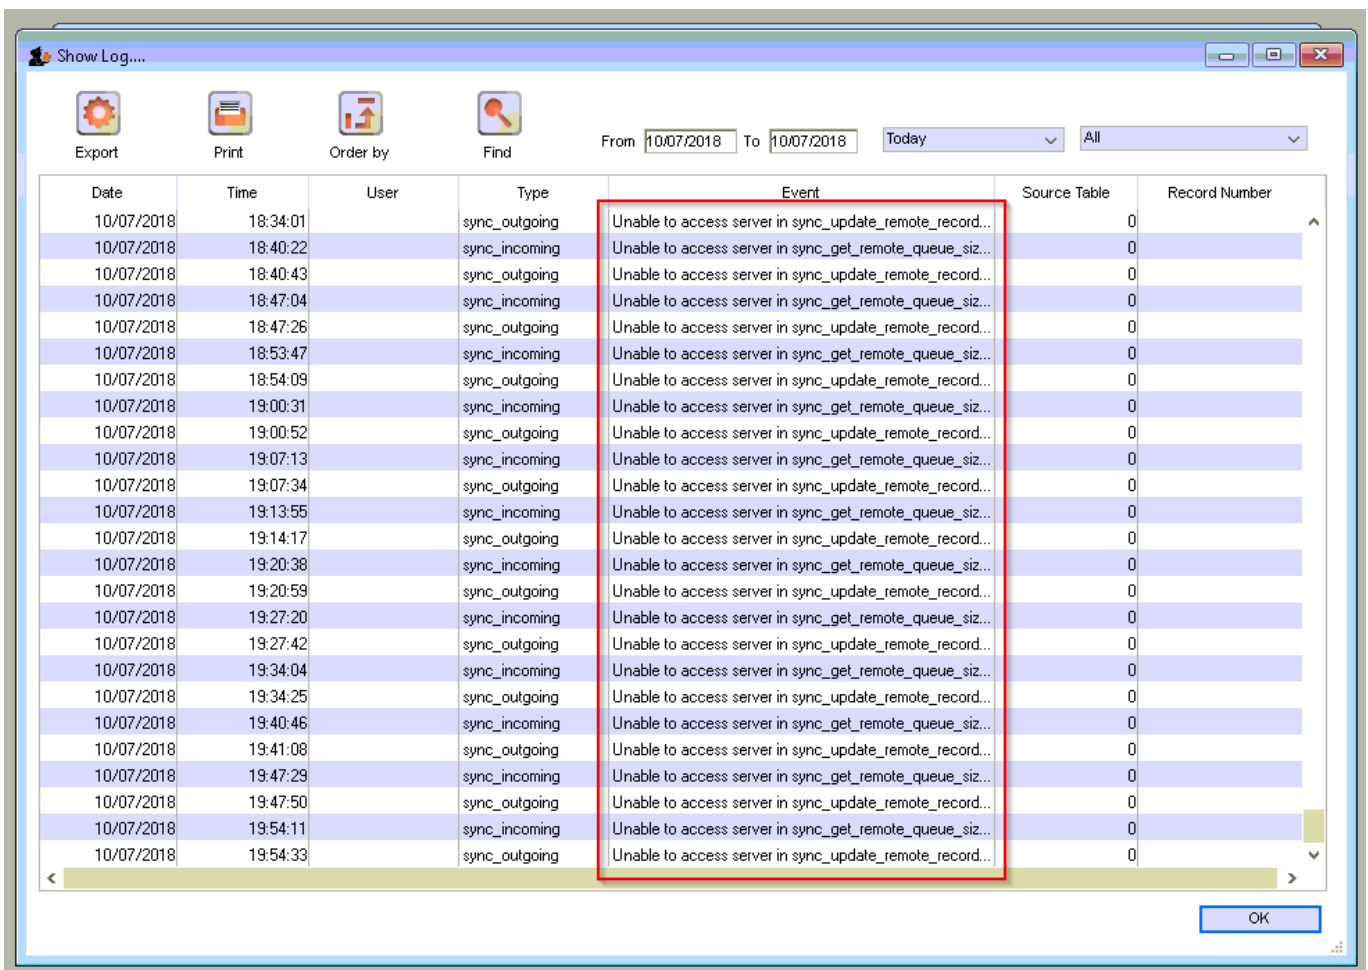 Show Log....
Export Print Order by Find From 10/07/2018 To 10/07/2018 Today All
Date Time User Type Event Source Table Record Number
10/07/2018 18:34:01 sync_outgoing Unable to access server in sync_update_remote_record... 0
10/07/2018 18:40:22 sync_incoming Unable to access server in sync_get_remote_queue_siz... 0
10/07/2018 18:40:43 sync_outgoing Unable to access server in sync_update_remote_record... 0
10/07/2018 18:47:04 sync_incoming Unable to access server in sync_get_remote_queue_siz... 0
10/07/2018 18:47:26 sync_outgoing Unable to access server in sync_update_remote_record... 0
10/07/2018 18:53:47 sync_incoming Unable to access server in sync_get_remote_queue_siz... 0
10/07/2018 18:54:09 sync_outgoing Unable to access server in sync_update_remote_record... 0
10/07/2018 19:00:31 sync_incoming Unable to access server in sync_get_remote_queue_siz... 0
10/07/2018 19:00:52 sync_outgoing Unable to access server in sync_update_remote_record... 0
10/07/2018 19:07:13 sync_incoming Unable to access server in sync_get_remote_queue_siz... 0
10/07/2018 19:07:34 sync_outgoing Unable to access server in sync_update_remote_record... 0
10/07/2018 19:13:55 sync_incoming Unable to access server in sync_get_remote_queue_siz... 0
10/07/2018 19:14:17 sync_outgoing Unable to access server in sync_update_remote_record... 0
10/07/2018 19:20:38 sync_incoming Unable to access server in sync_get_remote_queue_siz... 0
10/07/2018 19:20:59 sync_outgoing Unable to access server in sync_update_remote_record... 0
10/07/2018 19:27:20 sync_incoming Unable to access server in sync_get_remote_queue_siz... 0
10/07/2018 19:27:42 sync_outgoing Unable to access server in sync_update_remote_record... 0
10/07/2018 19:34:04 sync_incoming Unable to access server in sync_get_remote_queue_siz... 0
10/07/2018 19:34:25 sync_outgoing Unable to access server in sync_update_remote_record... 0
10/07/2018 19:40:46 sync_incoming Unable to access server in sync_get_remote_queue_siz... 0
10/07/2018 19:41:08 sync_outgoing Unable to access server in sync_update_remote_record... 0
10/07/2018 19:47:29 sync_incoming Unable to access server in sync_get_remote_queue_siz... 0
10/07/2018 19:47:50 sync_outgoing Unable to access server in sync_update_remote_record... 0
10/07/2018 19:54:11 sync_incoming Unable to access server in sync_get_remote_queue_siz... 0
10/07/2018 19:54:33 sync_outgoing Unable to access server in sync_update_remote_record... 0
OK